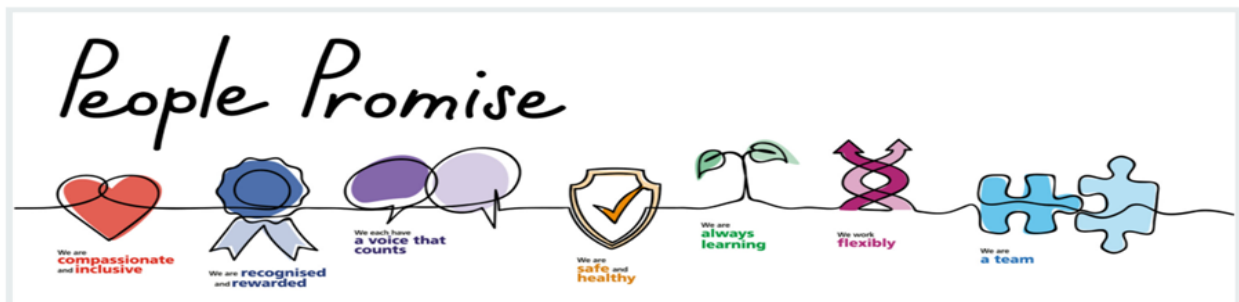 People Promise
We are
compassionate
and inclusive
We are recognised
and rewarded
We each have
a voice that
counts
We are
safe and
healthy
We are
always
learning
We work
flexibly
We are
a team